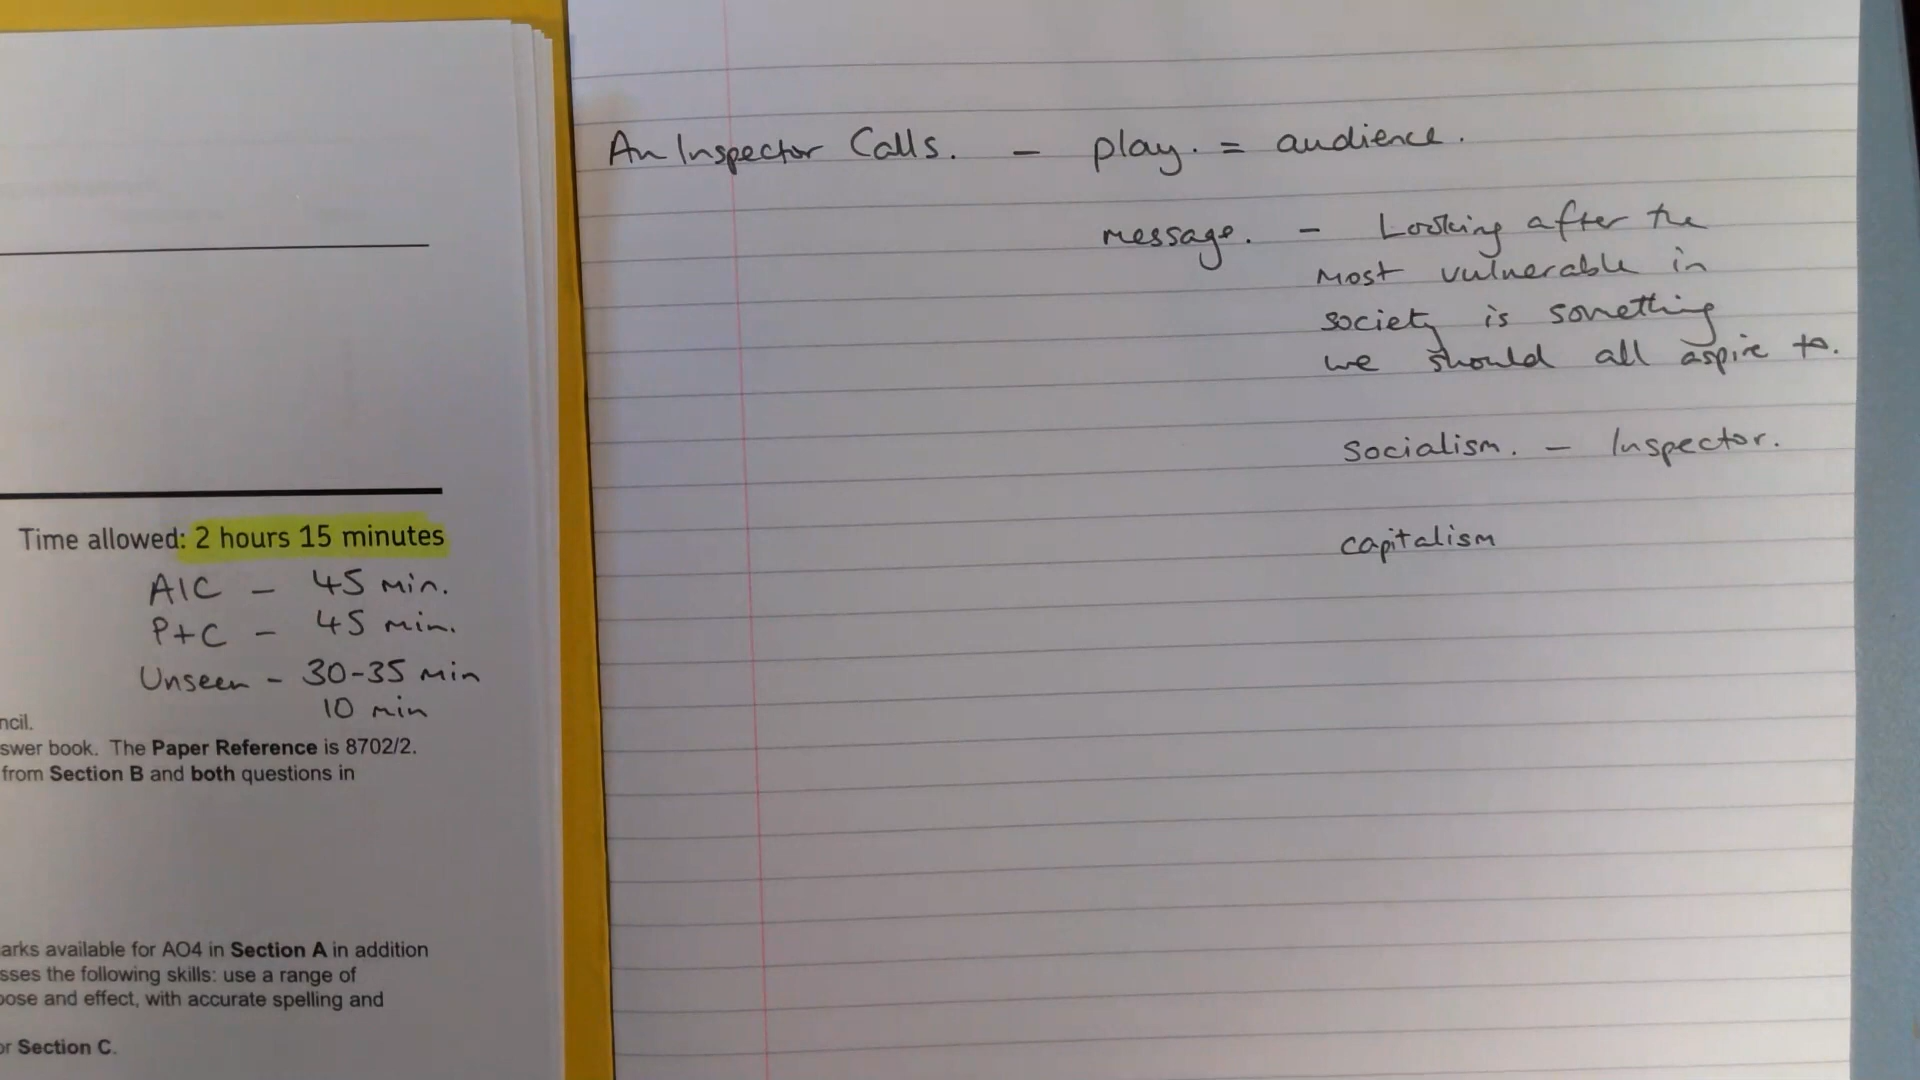 Time allowed: 2 hours 15 minutes
AIC - 45 min.
P+C - 45 min.
Unseen - 30-35 min
10 min
ncil.
swer book. The Paper Reference is 8702/2.
from Section B and both questions in
arks available for AO4 in Section A in addition
sses the following skills: use a range of
pose and effect, with accurate spelling and
or Section C.
An Inspector Calls. - play. = audience.
message. - Looking after the
most vulnerable in
society is something
we should all aspire to.
socialism. - Inspector.
capitalism